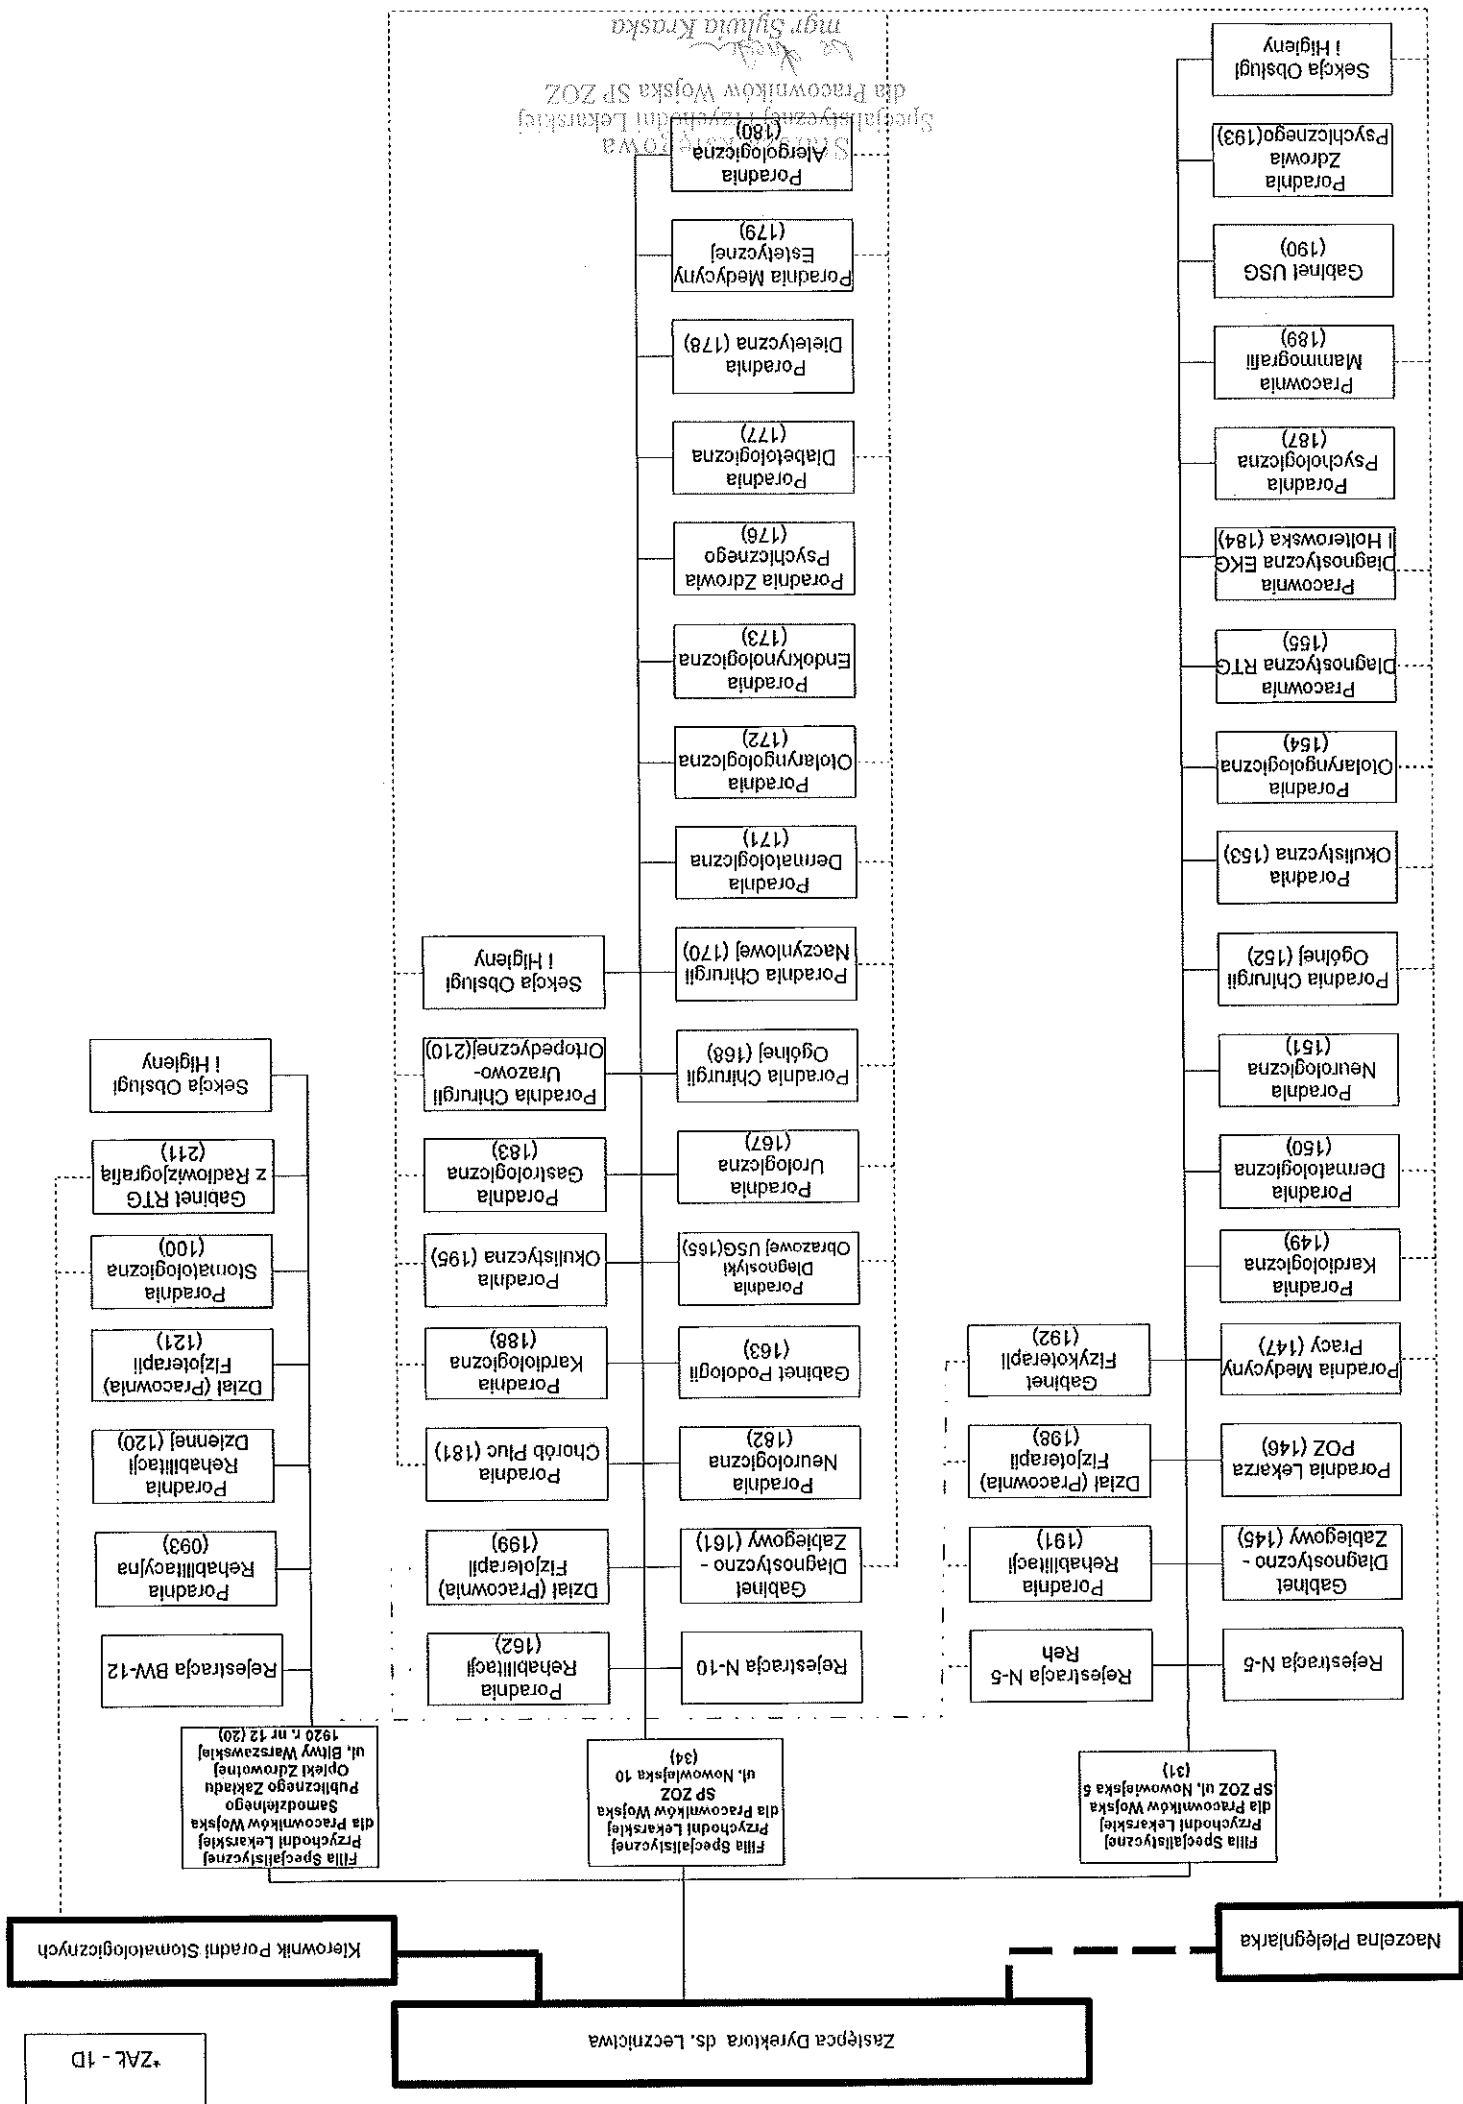 *ZAŁ - 1D
Zastępca Dyrektora ds. Lecznictwa
Naczelna Pielęgniarka
Kierownik Poradni Stomatologicznych
Filia Specjalistycznej
Przychodni Lekarskiej
dla Pracowników Wojska
SP ZOZ ul. Nowowiejska 5
(31)
Filia Specjalistycznej
Przychodni Lekarskiej
dla Pracowników Wojska
SP ZOZ
ul. Nowowiejska 10
(34)
Filia Specjalistycznej
Przychodni Lekarskiej
dla Pracowników Wojska
Samodzielnego
Publicznego Zakładu
Opieki Zdrowotnej
ul. Bitwy Warszawskiej
1920 r. nr 12 (20)
Rejestracja N-5
Gabinet
Diagnostyczno -
Zabiegowy (145)
Poradnia Lekarza
POZ (146)
Poradnia Medycyny
Pracy (147)
Poradnia
Kardiologiczna
(149)
Poradnia
Dermatologiczna
(150)
Poradnia
Neurologiczna
(151)
Poradnia Chirurgii
Ogólnej (152)
Poradnia
Okulistyczna (153)
Poradnia
Otolaryngologiczna
(154)
Pracownia
Diagnostyczna RTG
(155)
Pracownia
Diagnostyczna EKG
i Holterowska (184)
Poradnia
Psychologiczna
(187)
Pracownia
Mammografii
(189)
Gabinet USG
(190)
Poradnia
Zdrowia
Psychicznego(193)
Sekcja Obsługi
i Higieny
Rejestracja N-5
Reh
Poradnia
Rehabilitacji
(191)
Dział (Pracownia)
Fizjoterapii
(198)
Gabinet
Fizykoterapii
(192)
Rejestracja N-10
Gabinet
Diagnostyczno -
Zabiegowy (161)
Poradnia
Neurologiczna
(182)
Gabinet Podologii
(163)
Poradnia
Diagnostyki
Obrazowej USG(165)
Poradnia
Urologiczna
(167)
Poradnia Chirurgii
Ogólnej (168)
Poradnia Chirurgii
Naczyniowej (170)
Poradnia
Dermatologiczna
(171)
Poradnia
Otolaryngologiczna
(172)
Poradnia
Endokrynologiczna
(173)
Poradnia Zdrowia
Psychicznego
(176)
Poradnia
Diabetologiczna
(177)
Poradnia
Dietetyczna (178)
Poradnia Medycyny
Estetycznej
(179)
Poradnia
Alergologiczna
(180)
Poradnia
Rehabilitacji
(162)
Dział (Pracownia)
Fizjoterapii
(199)
Poradnia
Chorób Płuc (181)
Poradnia
Kardiologiczna
(188)
Poradnia
Okulistyczna (195)
Poradnia
Gastrologiczna
(183)
Poradnia Chirurgii
Urazowo-
Ortopedycznej(210)
Sekcja Obsługi
i Higieny
Rejestracja BW-12
Poradnia
Rehabilitacyjna
(093)
Poradnia
Rehabilitacji
Dziennej (120)
Dział (Pracownia)
Fizjoterapii
(121)
Poradnia
Stomatologiczna
(100)
Gabinet RTG
z Radiowizjografią
(211)
Sekcja Obsługi
i Higieny
księgowa
Specjalistycznej Przychodni Lekarskiej
dla Pracowników Wojska SP ZOZ
mgr Sylwia Kraska